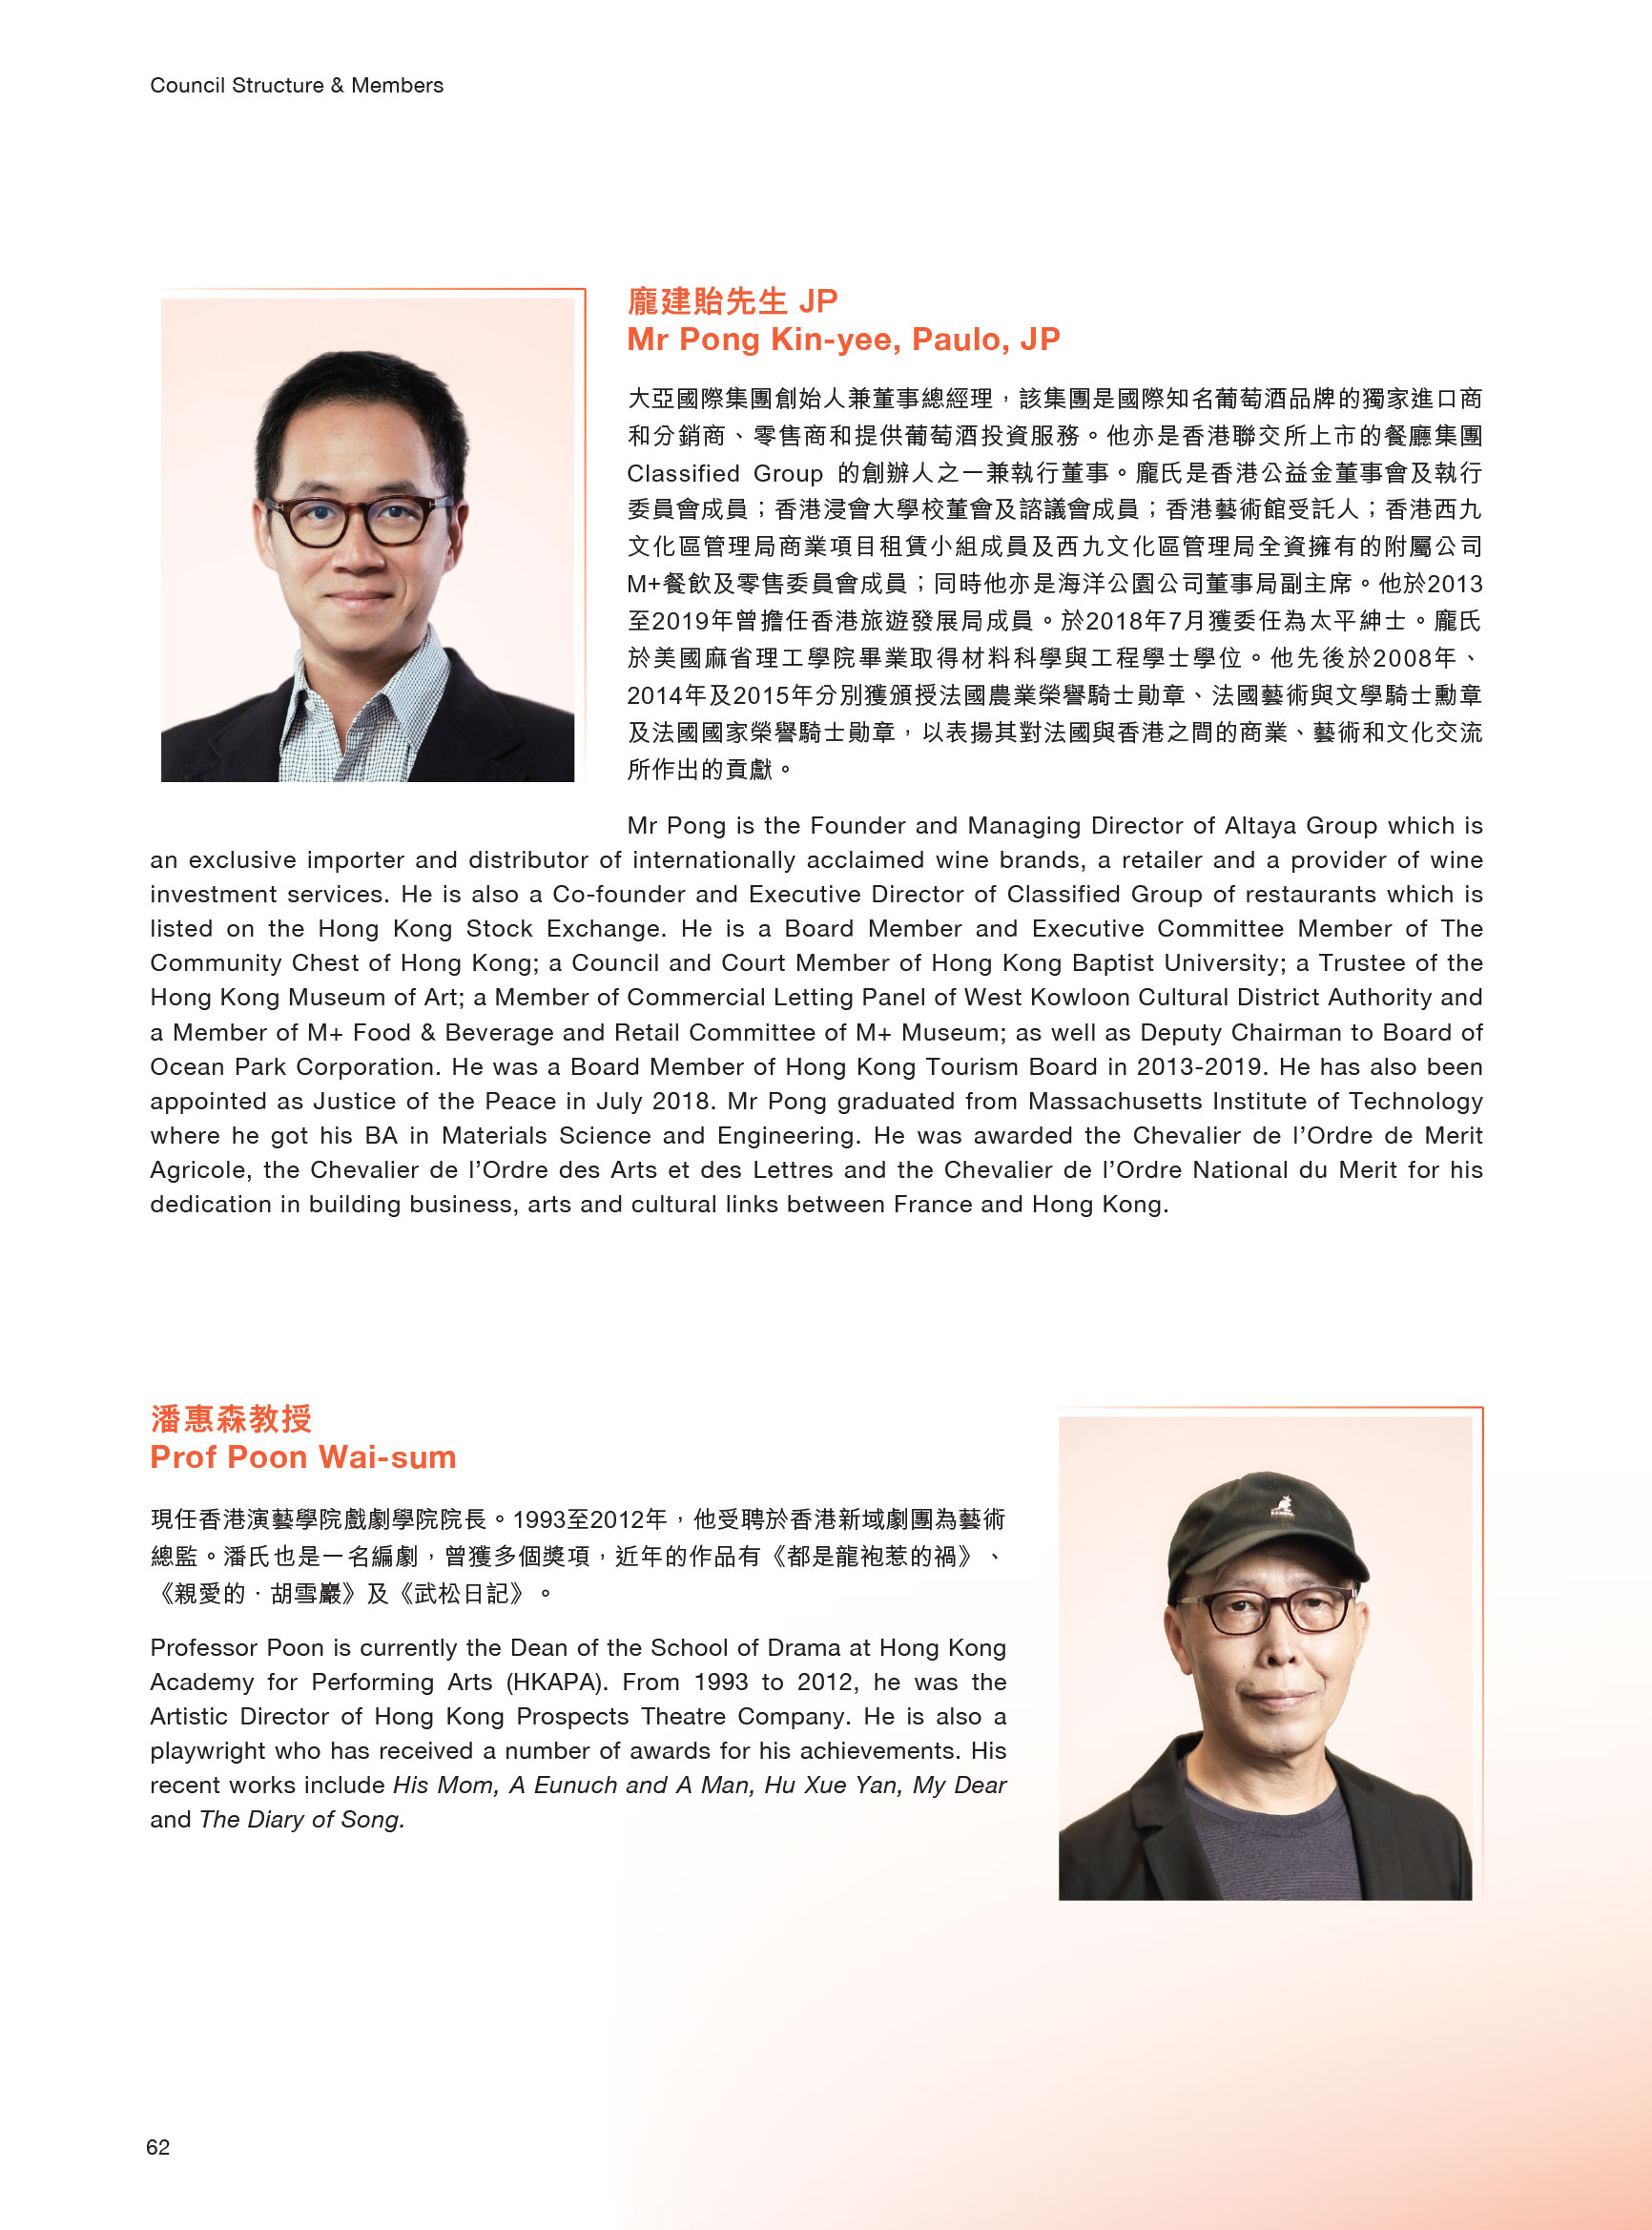 Council Structure & Members
龐建貽先生 JP
Mr Pong Kin-yee, Paulo, JP
大亞國際集團創始人兼董事總經理，該集團是國際知名葡萄酒品牌的獨家進口商
和分銷商、零售商和提供葡萄酒投資服務。他亦是香港聯交所上市的餐廳集團
Classified Group 的創辦人之一兼執行董事。龐氏是香港公益金董事會及執行
委員會成員；香港浸會大學校董會及諮議會成員；香港藝術館受託人；香港西九
文化區管理局商業項目租賃小組成員及西九文化區管理局全資擁有的附屬公司
M+餐飲及零售委員會成員；同時他亦是海洋公園公司董事局副主席。他於2013
至2019年曾擔任香港旅遊發展局成員。於2018年7月獲委任為太平紳士。龐氏
於美國麻省理工學院畢業取得材料科學與工程學士學位。他先後於2008年、
2014年及2015年分別獲頒授法國農業榮譽騎士勛章、法國藝術與文學騎士勳章
及法國國家榮譽騎士勛章，以表揚其對法國與香港之間的商業、藝術和文化交流
所作出的貢獻。
Mr Pong is the Founder and Managing Director of Altaya Group which is
an exclusive importer and distributor of internationally acclaimed wine brands, a retailer and a provider of wine
investment services. He is also a Co-founder and Executive Director of Classified Group of restaurants which is
listed on the Hong Kong Stock Exchange. He is a Board Member and Executive Committee Member of The
Community Chest of Hong Kong; a Council and Court Member of Hong Kong Baptist University; a Trustee of the
Hong Kong Museum of Art; a Member of Commercial Letting Panel of West Kowloon Cultural District Authority and
a Member of M+ Food & Beverage and Retail Committee of M+ Museum; as well as Deputy Chairman to Board of
Ocean Park Corporation. He was a Board Member of Hong Kong Tourism Board in 2013-2019. He has also been
appointed as Justice of the Peace in July 2018. Mr Pong graduated from Massachusetts Institute of Technology
where he got his BA in Materials Science and Engineering. He was awarded the Chevalier de l’Ordre de Merit
Agricole, the Chevalier de l’Ordre des Arts et des Lettres and the Chevalier de l’Ordre National du Merit for his
dedication in building business, arts and cultural links between France and Hong Kong.
潘惠森教授
Prof Poon Wai-sum
現任香港演藝學院戲劇學院院長。1993至2012年，他受聘於香港新域劇團為藝術
總監。潘氏也是一名編劇，曾獲多個獎項，近年的作品有《都是龍袍惹的禍》、
《親愛的．胡雪巖》及《武松日記》。
Professor Poon is currently the Dean of the School of Drama at Hong Kong
Academy for Performing Arts (HKAPA). From 1993 to 2012, he was the
Artistic Director of Hong Kong Prospects Theatre Company. He is also a
playwright who has received a number of awards for his achievements. His
recent works include His Mom, A Eunuch and A Man, Hu Xue Yan, My Dear
and The Diary of Song.
KANGOL
62